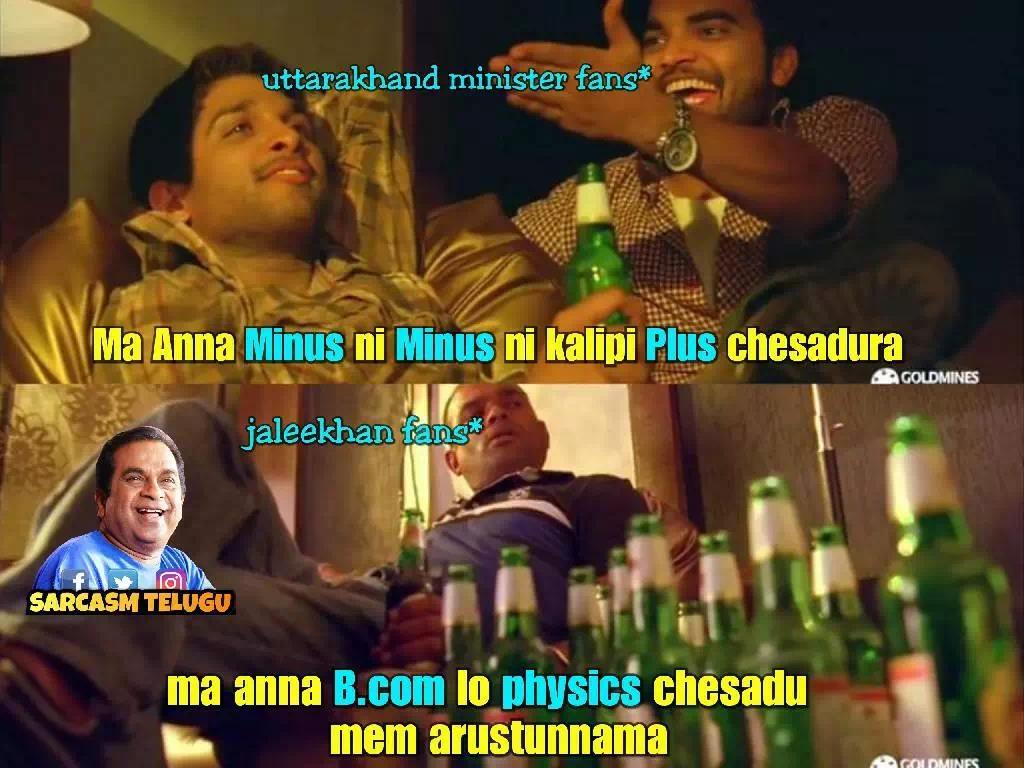 uttarakhand minister fans*
Ma Anna Minus ni Minus ni kalipi Plus chesadura
GOLDMINES
jaleekhan fans*
f
SARCASM TELUGU
ma anna B.com lo physics chesadu
mem arustunnama
GOLDMINES